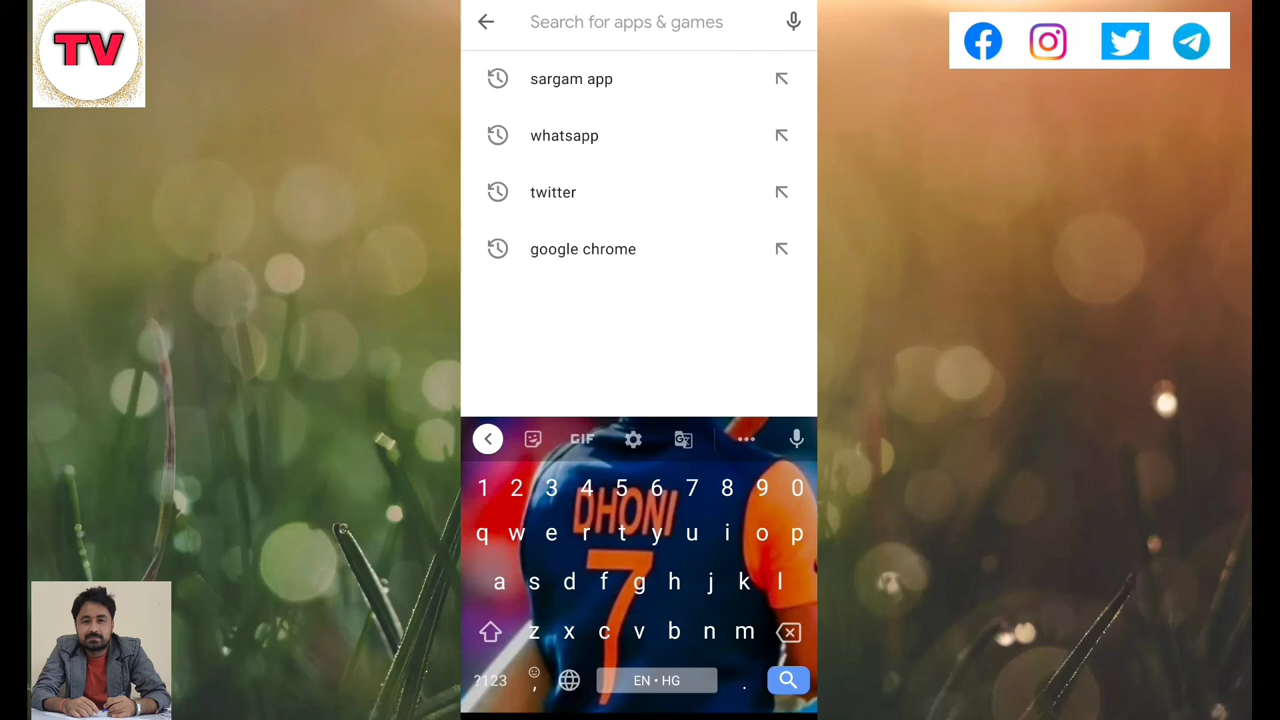 TV
Search for apps & games
sargam app
whatsapp
twitter
google chrome
GIF
DHONI
7
1 2 3 4 5 6 7 8 9 0
q w e r t y u i o p
a s d f g h j k l
z x c v b n m
?123 , EN • HG .